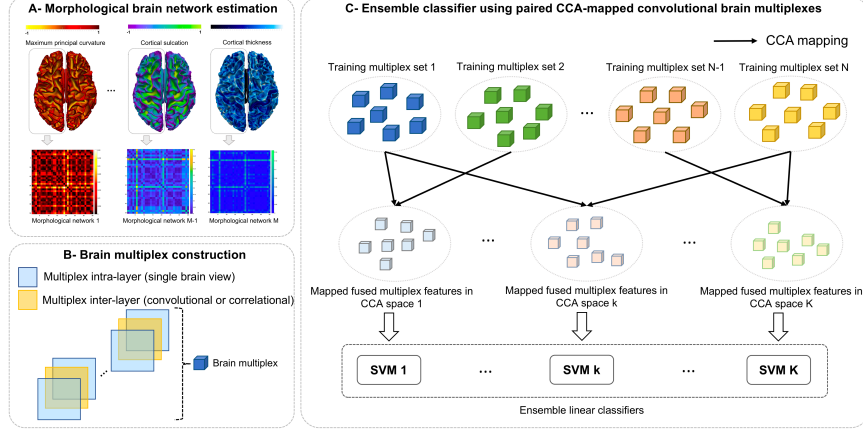 A- Morphological brain network estimation
-1 1
-1 1
Maximum principal curvature
Cortical sulcation
Cortical thickness
...
Morphological network 1
Morphological network M-1
Morphological network M
B- Brain multiplex construction
Multiplex intra-layer (single brain view)
Multiplex inter-layer (convolutional or correlational)
...
Brain multiplex
C- Ensemble classifier using paired CCA-mapped convolutional brain multiplexes
CCA mapping
Training multiplex set 1
Training multiplex set 2
Training multiplex set N-1
Training multiplex set N
...
... ...
Mapped fused multiplex features in
CCA space 1
Mapped fused multiplex features in
CCA space k
Mapped fused multiplex features in
CCA space K
SVM 1 ... SVM k ... SVM K
Ensemble linear classifiers